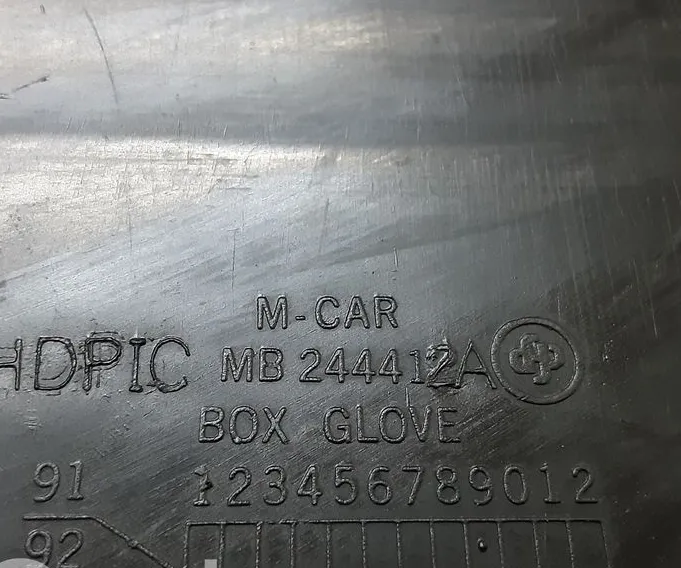 M-CAR
HDPIC MB 244412A
BOX GLOVE
91 123456789012
92